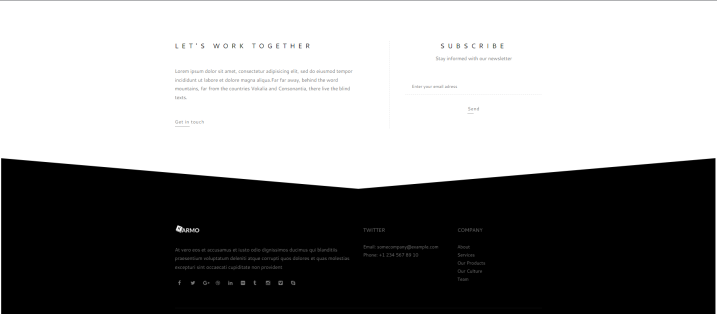 LET'S WORK TOGETHER
Lorem ipsum dolor sit amet, consectetur adipisicing elit, sed do eiusmod tempor
incididunt ut labore et dolore magna aliqua.Far far away, behind the word
mountains, far from the countries Vokalia and Consonantia, there live the blind
texts.
Get in touch
SUBSCRIBE
Stay informed with our newsletter
Enter your email adress
Send
ARMO
At vero eos et accusamus et iusto odio dignissimos ducimus qui blanditiis
praesentium voluptatum deleniti atque corrupti quos dolores et quas molestias
excepturi sint occaecati cupiditate non provident
TWITTER
Email: somecompany@example.com
Phone: +1 234 567 89 10
COMPANY
About
Services
Our Products
Our Culture
Team